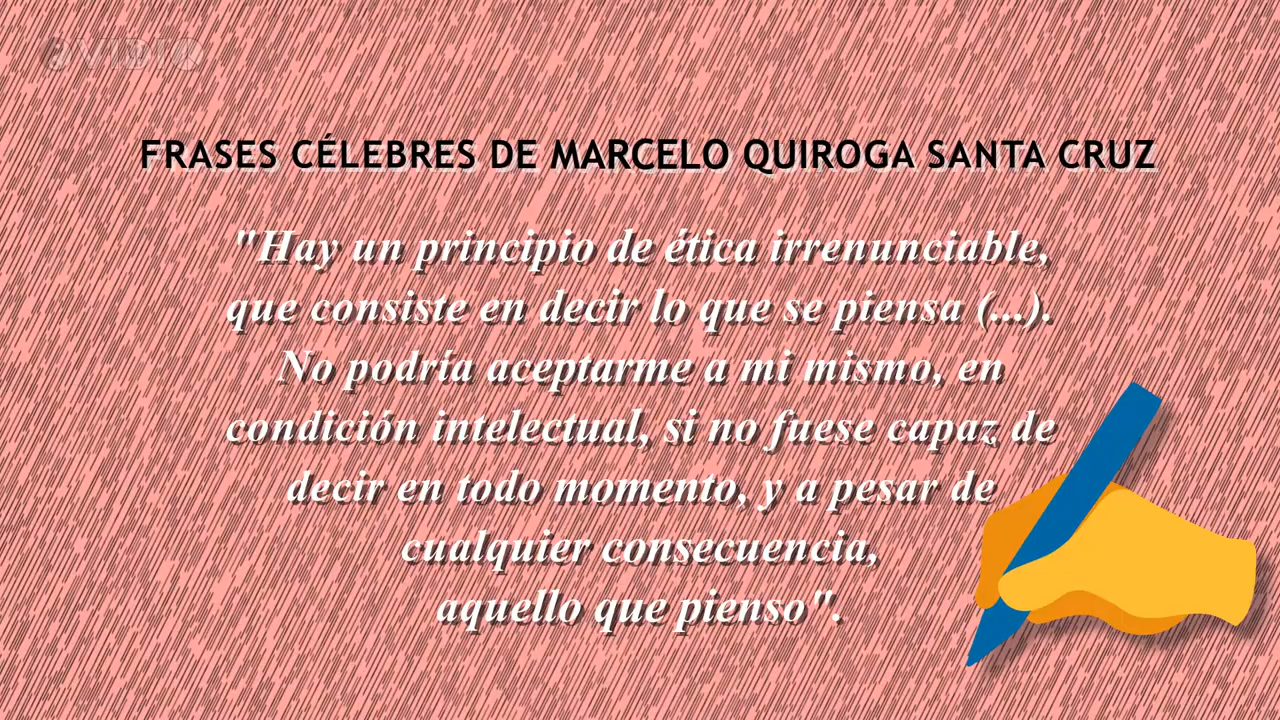 VIDIO
FRASES CÉLEBRES DE MARCELO QUIROGA SANTA CRUZ
"Hay un principio de ética irrenunciable,
que consiste en decir lo que se piensa (...).
No podría aceptarme a mi mismo, en
condición intelectual, si no fuese capaz de
decir en todo momento, y a pesar de
cualquier consecuencia,
aquello que pienso".